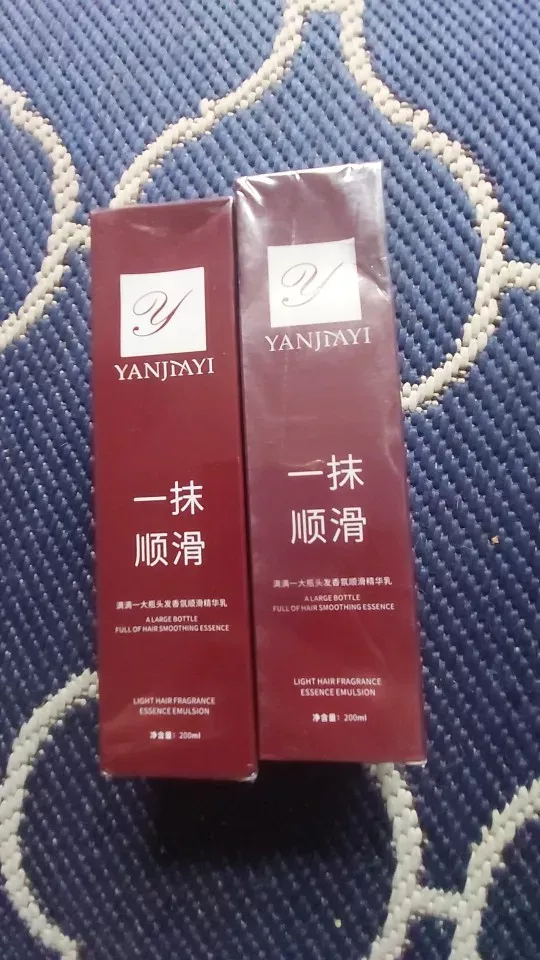 Y
YANJIAYI
一抹
顺滑
满满一大瓶头发香氛顺滑精华乳
A LARGE BOTTLE
FULL OF HAIR SMOOTHING ESSENCE
LIGHT HAIR FRAGRANCE
ESSENCE EMULSION
净含量：200ml
Y
YANJIAYI
一抹
顺滑
满满一大瓶头发香氛顺滑精华乳
A LARGE BOTTLE
FULL OF HAIR SMOOTHING ESSENCE
LIGHT HAIR FRAGRANCE
ESSENCE EMULSION
净含量：200ml